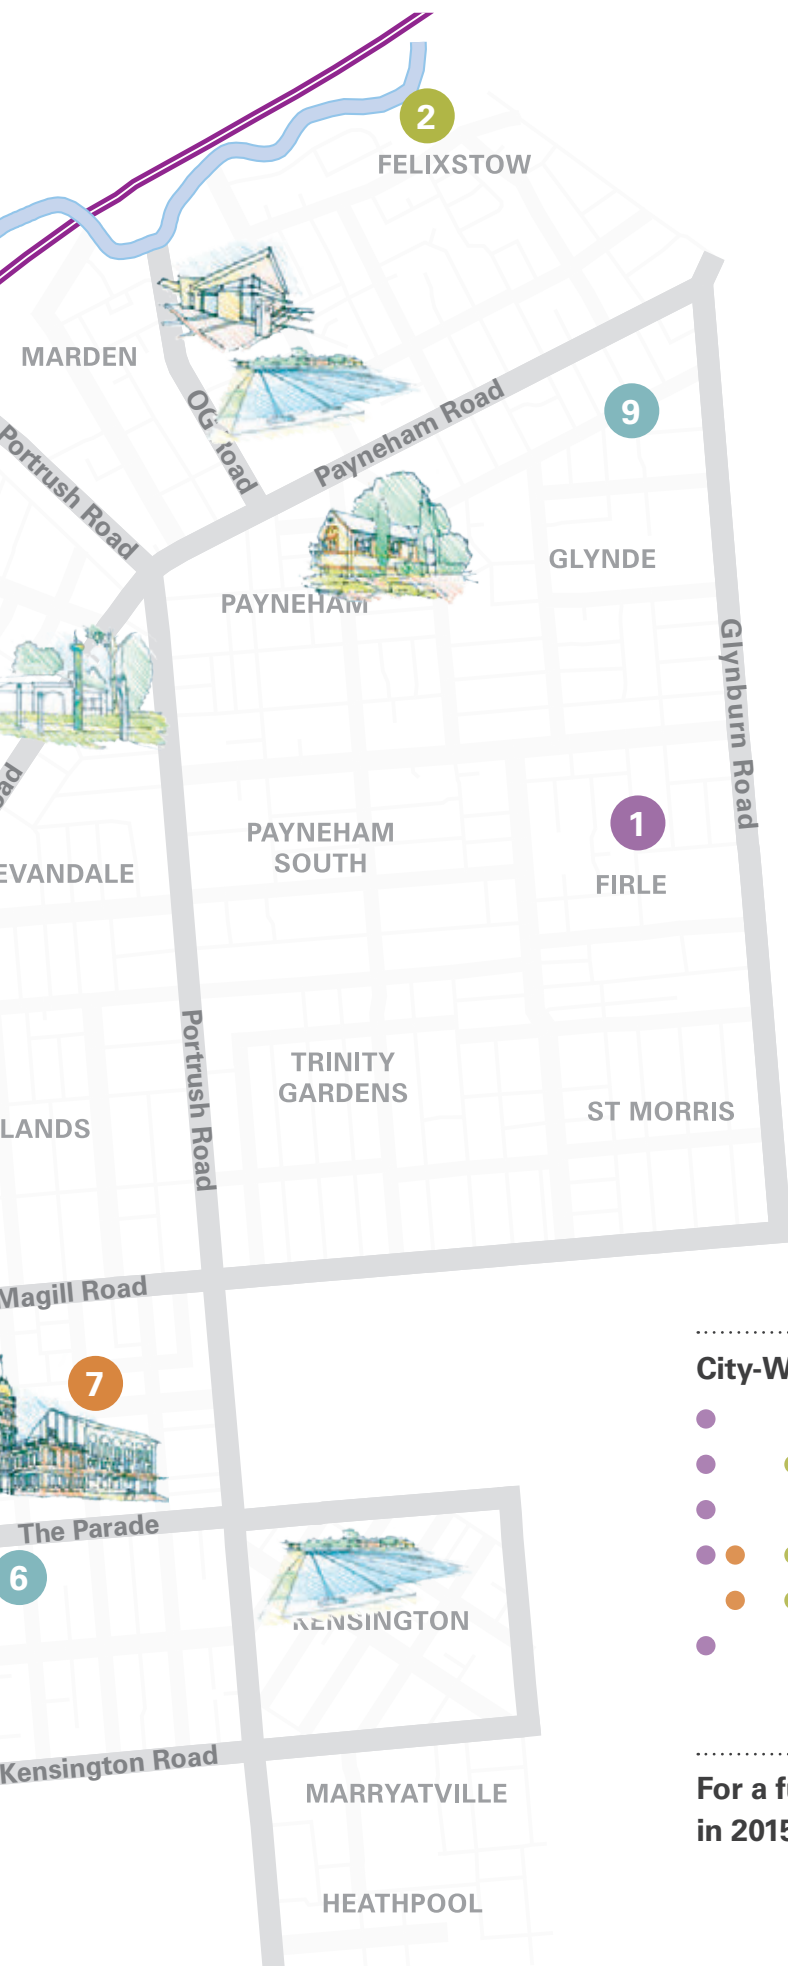 2
FELIXSTOW
MARDEN
OG Road
Payneham Road
9
Portrush Road
GLYNDE
PAYNEHAM
Glynburn Road
1
PAYNEHAM
SOUTH
EVANDALE
FIRLE
Portrush Road
TRINITY
GARDENS
ST MORRIS
LANDS
Magill Road
City-W
7
The Parade
6
KENSINGTON
Kensington Road
For a fu
in 2015
MARRYATVILLE
HEATHPOOL